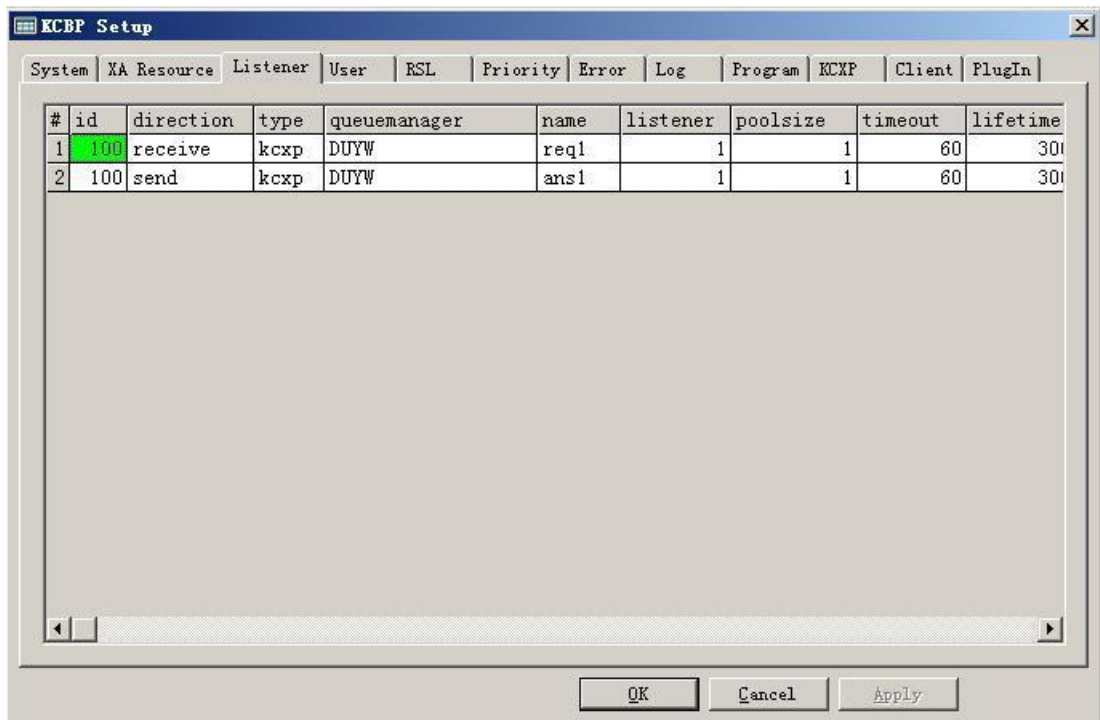 KCBP Setup
System XA Resource Listener User RSL Priority Error Log Program KCXP Client PlugIn
# id direction type queuemanager name listener poolsize timeout lifetime
1 100 receive kcxp DUYW req1 1 1 60 30
2 100 send kcxp DUYW ans1 1 1 60 30
OK Cancel Apply